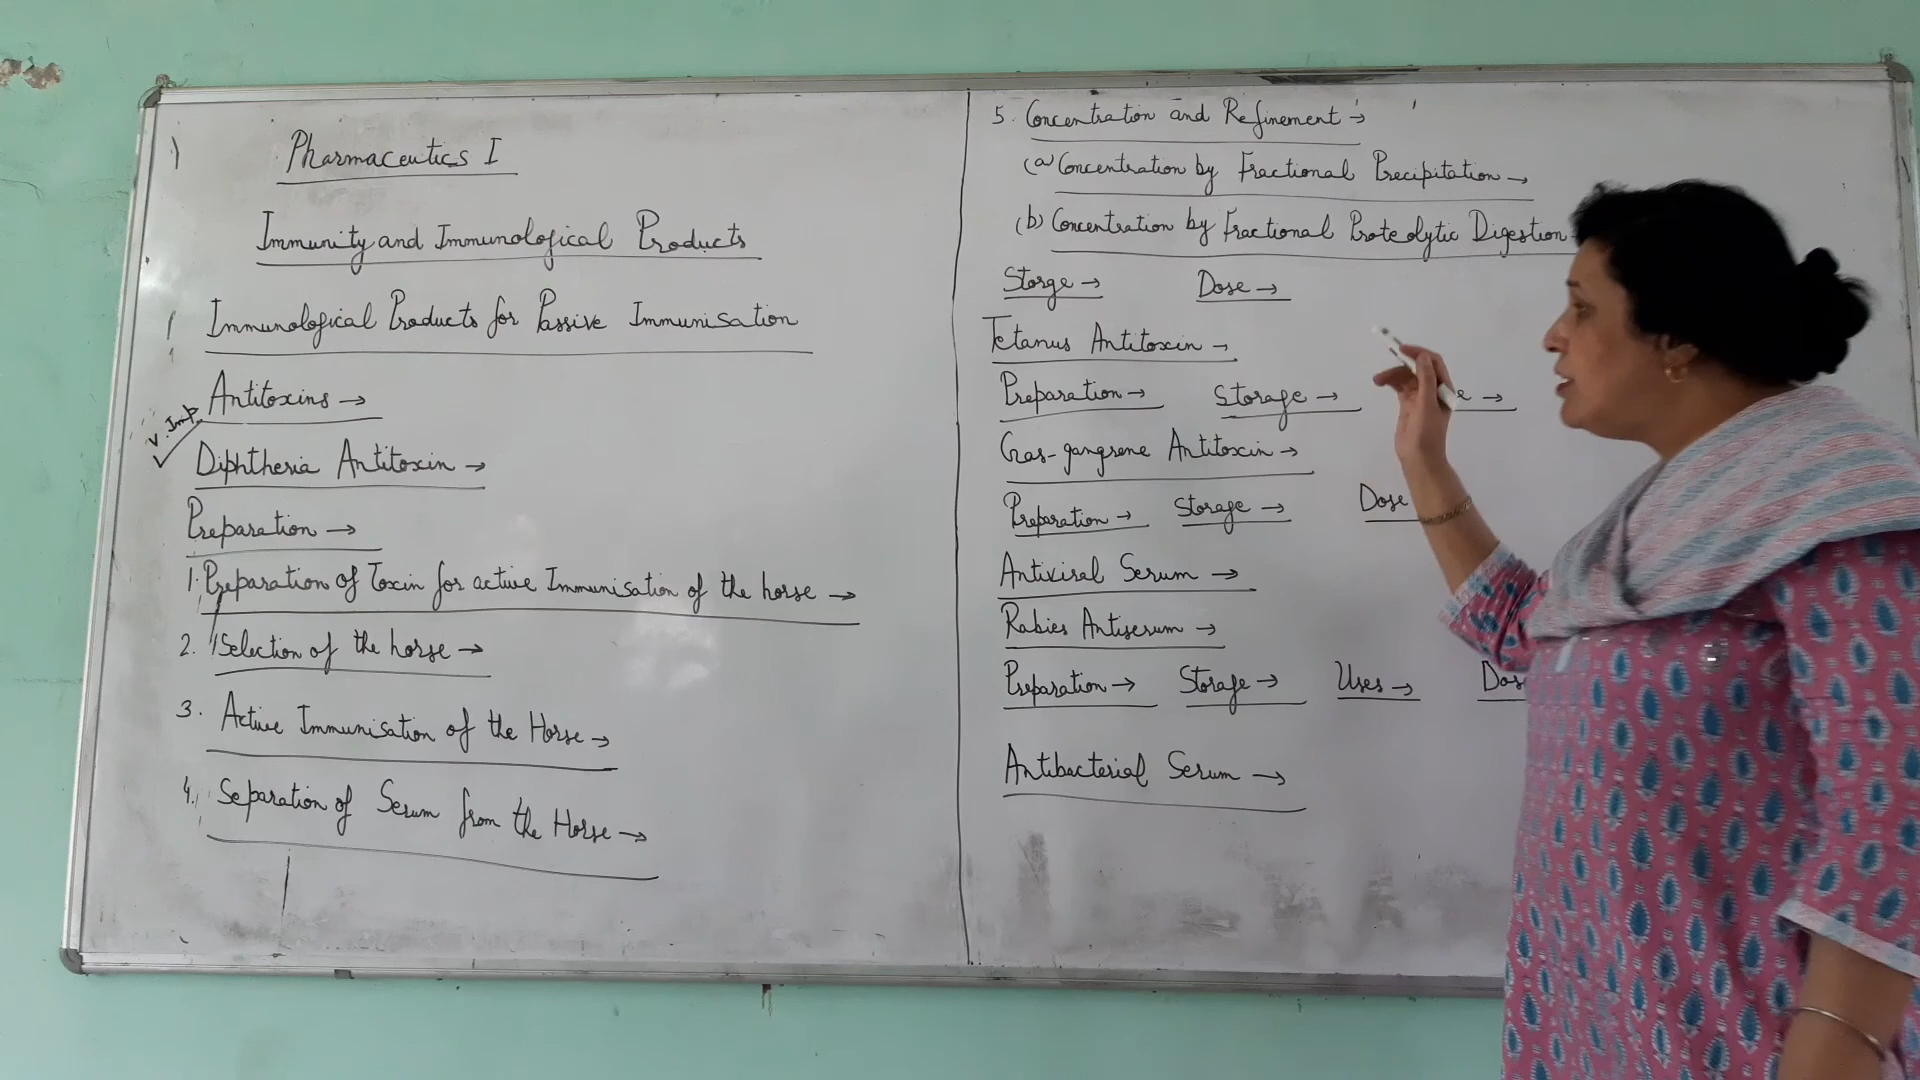 Pharmaceutics I
Immunity and Immunological Products
Immunological Products for Passive Immunisation
Antitoxins →
V. Imp
Diphtheria Antitoxin →
Preparation →
1. Preparation of Toxin for active Immunisation of the horse →
2. Selection of the horse →
3. Active Immunisation of the Horse →
4. Separation of Serum from the Horse →
5. Concentration and Refinement →
(a) Concentration by Fractional Precipitation →
(b) Concentration by Fractional Proteolytic Digestion
Storge → Dose →
Tetanus Antitoxin →
Preparation → Storage → e →
Gas-gangrene Antitoxin →
Preparation → Storage → Dose
Antiviral Serum →
Rabies Antiserum →
Preparation → Storage → Uses → Dos
Antibacterial Serum →